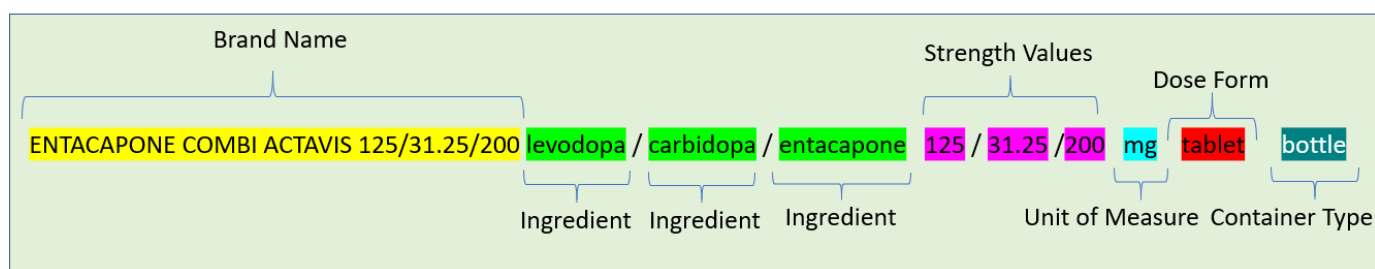 Brand Name
Strength Values
Dose Form
ENTACAPONE COMBI ACTAVIS 125/31.25/200 levodopa / carbidopa / entacapone 125 / 31.25 /200 mg tablet bottle
Ingredient Ingredient Ingredient Unit of Measure Container Type